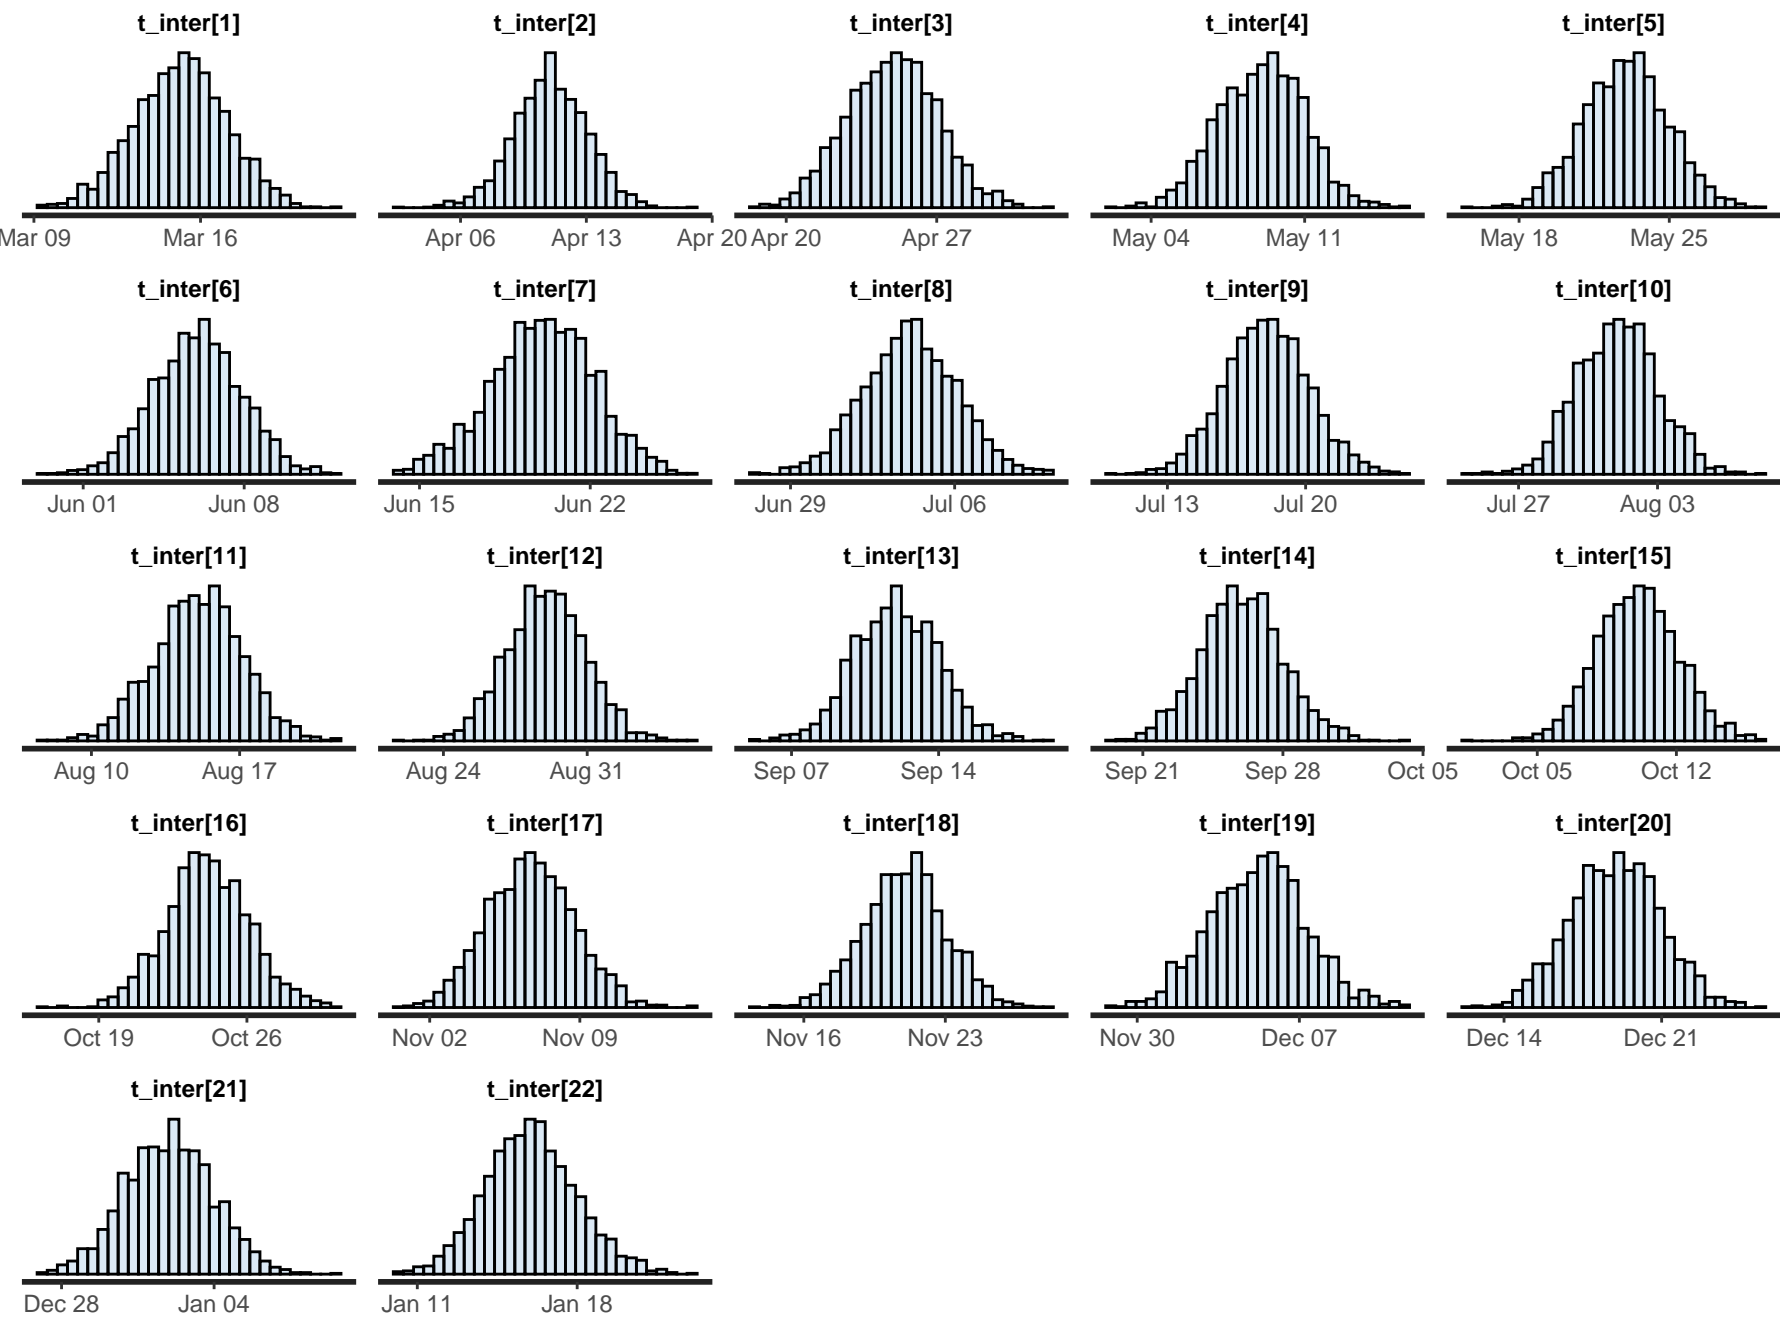 t_inter[1] t_inter[2] t_inter[3] t_inter[4] t_inter[5]
Mar 09 Mar 16 Apr 06 Apr 13 Apr 20 Apr 20 Apr 27 May 04 May 11 May 18 May 25
t_inter[6] t_inter[7] t_inter[8] t_inter[9] t_inter[10]
Jun 01 Jun 08 Jun 15 Jun 22 Jun 29 Jul 06 Jul 13 Jul 20 Jul 27 Aug 03
t_inter[11] t_inter[12] t_inter[13] t_inter[14] t_inter[15]
Aug 10 Aug 17 Aug 24 Aug 31 Sep 07 Sep 14 Sep 21 Sep 28 Oct 05 Oct 05 Oct 12
t_inter[16] t_inter[17] t_inter[18] t_inter[19] t_inter[20]
Oct 19 Oct 26 Nov 02 Nov 09 Nov 16 Nov 23 Nov 30 Dec 07 Dec 14 Dec 21
t_inter[21] t_inter[22]
Dec 28 Jan 04 Jan 11 Jan 18